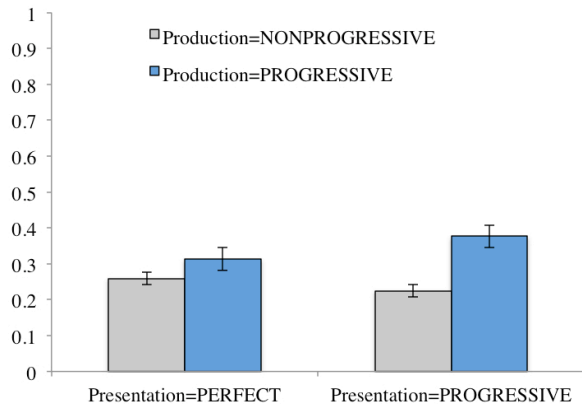 1
0.9
0.8
0.7
0.6
0.5
0.4
0.3
0.2
0.1
0
Production=NONPROGRESSIVE
Production=PROGRESSIVE
Presentation=PERFECT
Presentation=PROGRESSIVE